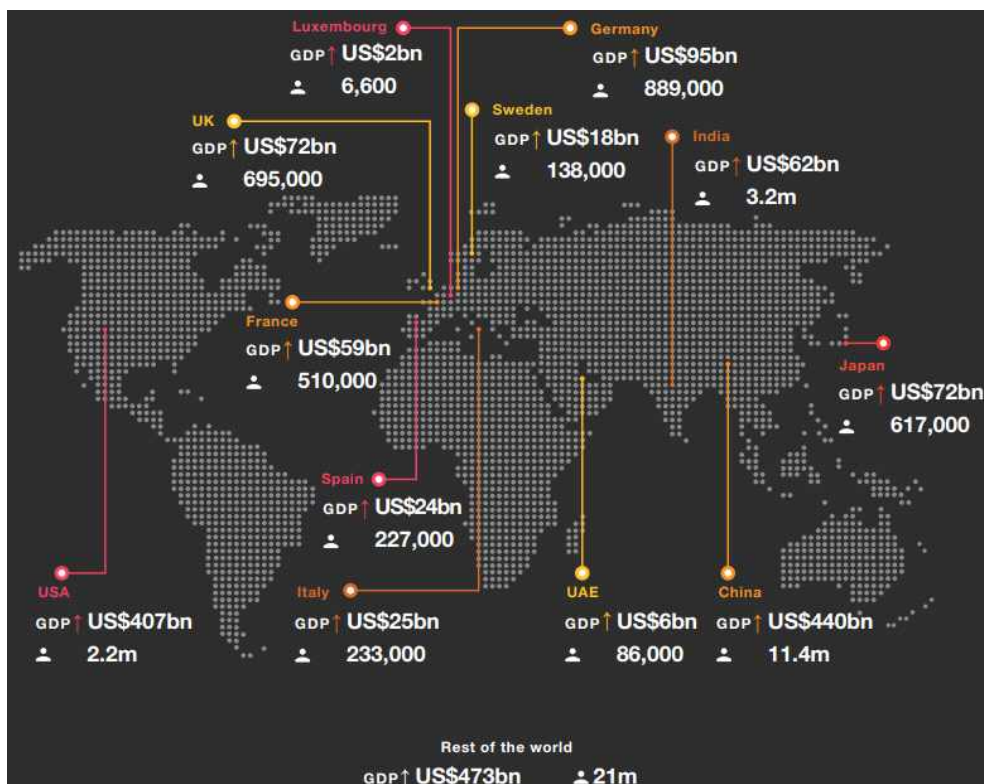 Luxembourg
GDP↑ US$2bn
6,600
Germany
GDP↑ US$95bn
889,000
UK
GDP↑ US$72bn
695,000
Sweden
GDP↑ US$18bn
138,000
India
GDP↑ US$62bn
3.2m
France
GDP↑ US$59bn
510,000
Japan
GDP↑ US$72bn
617,000
Spain
GDP↑ US$24bn
227,000
USA
GDP↑ US$407bn
2.2m
Italy
GDP↑ US$25bn
233,000
UAE
GDP↑ US$6bn
86,000
China
GDP↑ US$440bn
11.4m
Rest of the world
GDP↑ US$473bn 21m